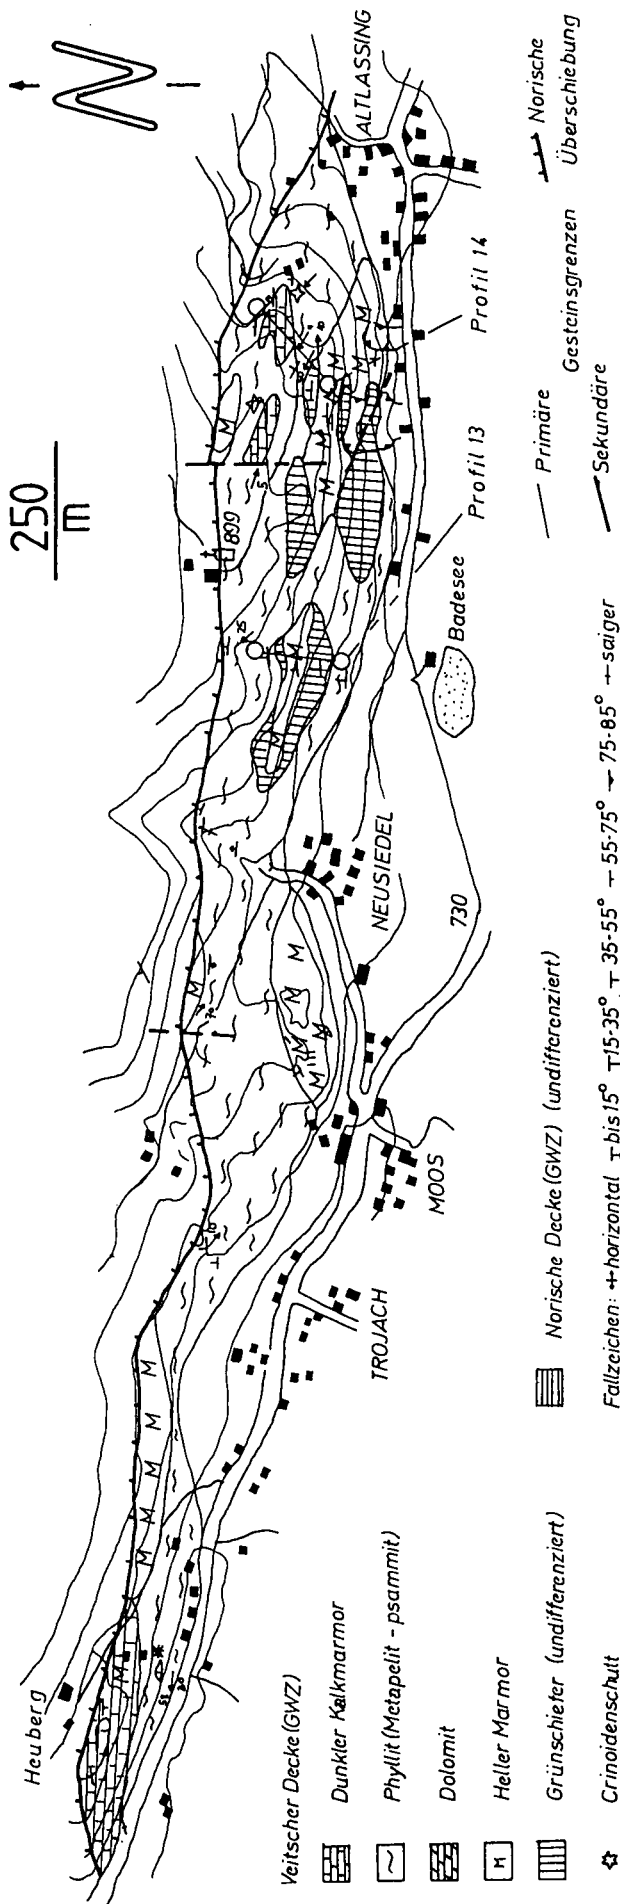 250
m
N
Heuberg
899
ALTLASSING
Profil 14
Profil 13
Badesee
NEUSIEDEL
730
MOOS
TROJACH
M
Veitscher Decke (GWZ)
Dunkler Kalkmarmor
Phyllit (Metapelit - psammit)
Dolomit
M Heller Marmor
Grünschiefer (undifferenziert)
Crinoidenschutt
Norische Decke (GWZ) (undifferenziert)
Fallzeichen: horizontal bis 15° 15-35° 35-55° 55-75° 75-85° saiger
Primäre
Gesteinsgrenzen
Sekundäre
Norische
Überschiebung